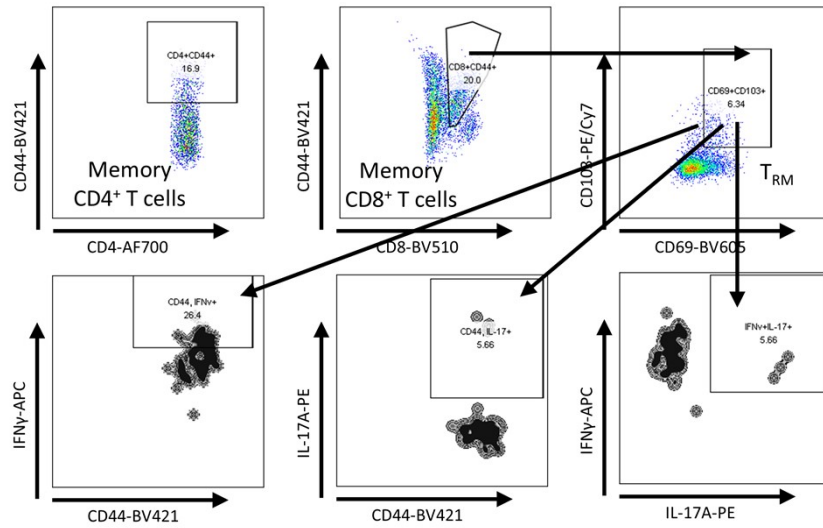 CD44-BV421
CD4+CD44+
16.9
Memory
CD4⁺ T cells
CD4-AF700
CD44-BV421
CD8+CD44+
20.0
Memory
CD8⁺ T cells
CD8-BV510
CD103-PE/Cy7
CD69+CD103+
6.34
TRM
CD69-BV605
IFNγ-APC
CD44, IFNv+
26.4
CD44-BV421
IL-17A-PE
CD44, IL-17+
5.66
CD44-BV421
IFNγ-APC
IFNv+IL-17+
5.66
IL-17A-PE